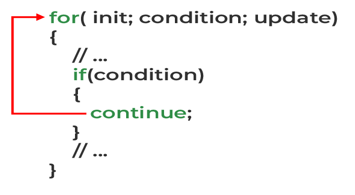 for( init; condition; update)
{
// ...
if(condition)
{
continue;
}
// ...
}